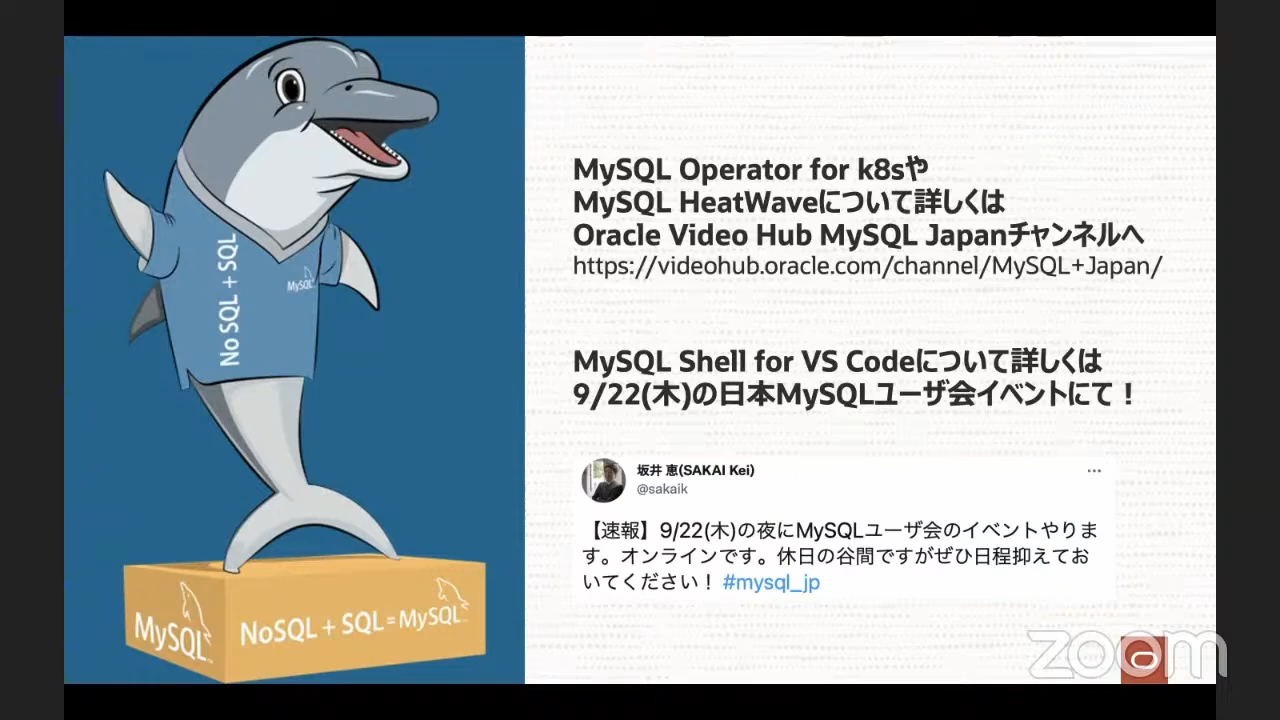 MySQL Operator for k8sや
MySQL HeatWaveについて詳しくは
Oracle Video Hub MySQL Japanチャンネルへ
https://videohub.oracle.com/channel/MySQL+Japan/
MySQL Shell for VS Codeについて詳しくは
9/22(木)の日本MySQLユーザ会イベントにて！
坂井 恵(SAKAI Kei)
@sakaik
【速報】9/22(木)の夜にMySQLユーザ会のイベントやりま
す。オンラインです。休日の谷間ですがぜひ日程抑えてお
いてください！ #mysql_jp
NoSQL + SQL
MySQL
MySQL
NoSQL + SQL = MySQL
zoom